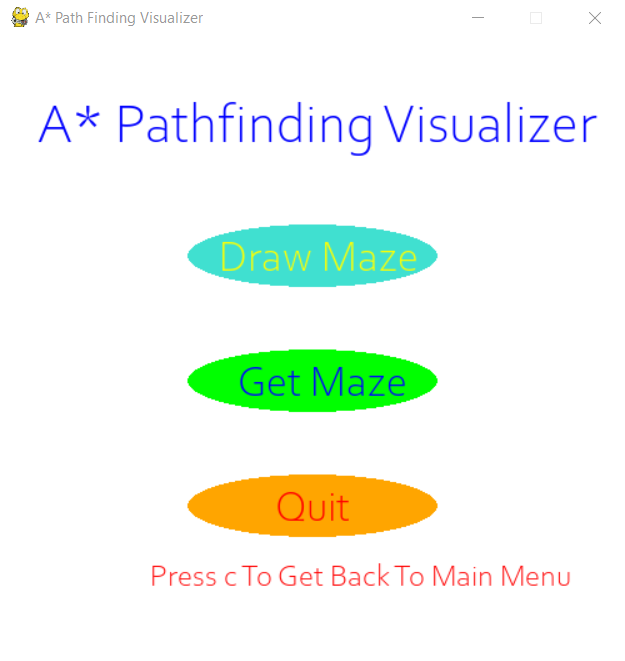 A* Path Finding Visualizer
A* Pathfinding Visualizer
Draw Maze
Get Maze
Quit
Press c To Get Back To Main Menu